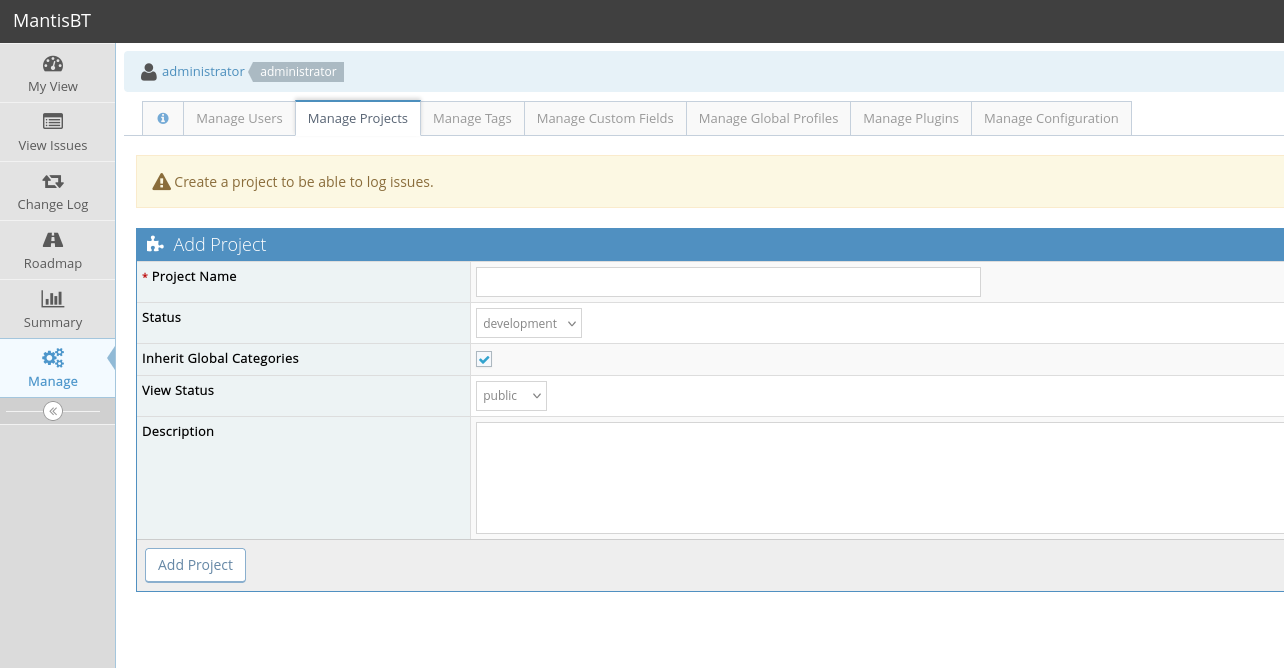 MantisBT
My View
View Issues
Change Log
Roadmap
Summary
Manage
administrator administrator
Manage Users Manage Projects Manage Tags Manage Custom Fields Manage Global Profiles Manage Plugins Manage Configuration
Create a project to be able to log issues.
Add Project
* Project Name
Status development
Inherit Global Categories
View Status public
Description
Add Project